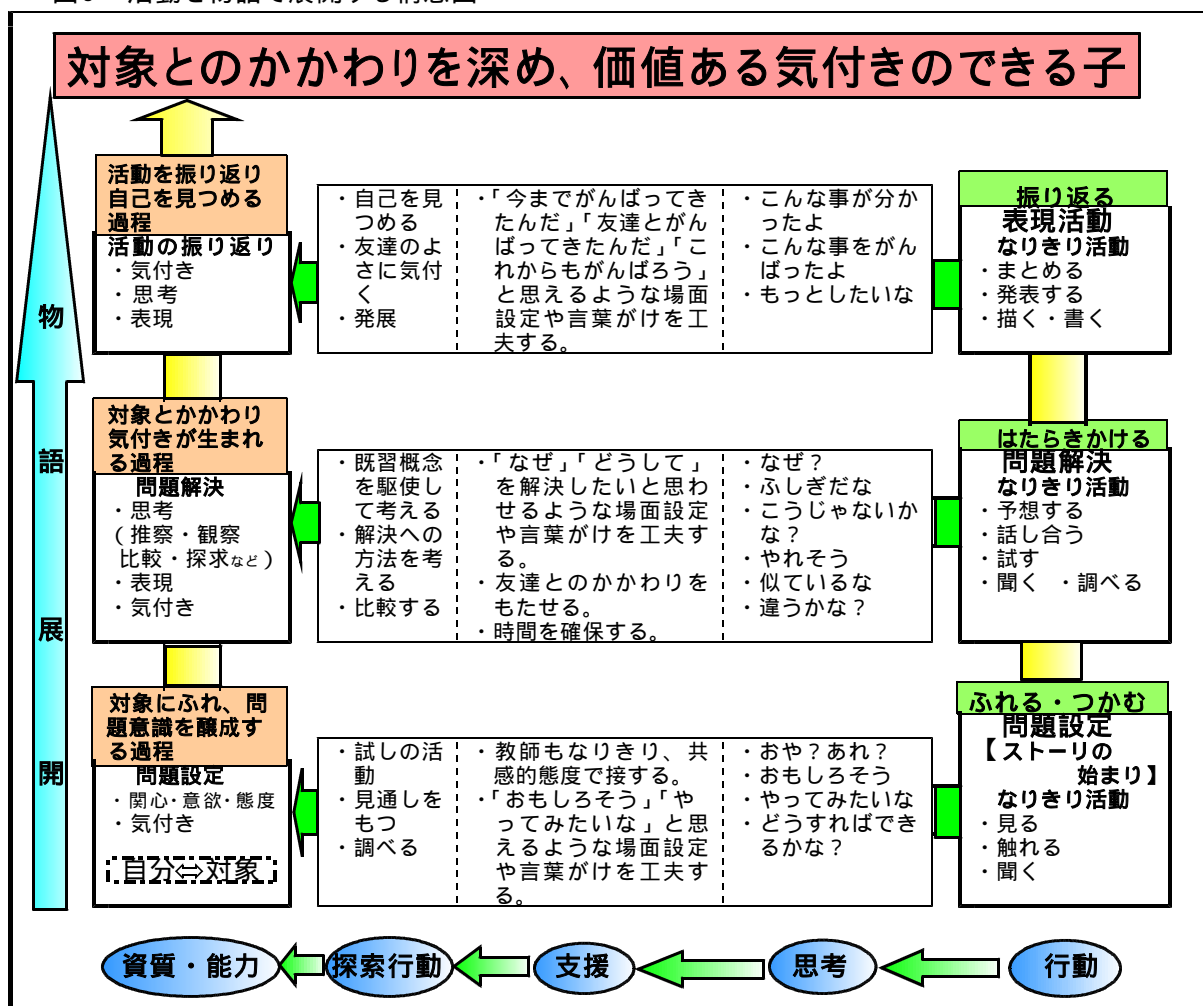 対象とのかかわりを深め、価値ある気付きのできる子
物
語
展
開
活動を振り返り
自己を見つめる
過程
活動の振り返り
・気付き
・思考
・表現
・自己を見
つめる
・友達のよ
さに気付
く
・発展
・「今までがんばってき
たんだ」「友達とがん
ばってきたんだ」「こ
れからもがんばろう」
と思えるような場面
設定や言葉がけを工
夫する。
・こんな事が分か
ったよ
・こんな事をがん
ばったよ
・もっとしたいな
振り返る
表現活動
なりきり活動
・まとめる
・発表する
・描く・書く
対象とかかわり
気付きが生まれ
る過程
問題解決
・思考
(推察・観察
比較・探求など)
・表現
・気付き
・既習概念
を駆使し
て考える
・解決への
方法を考
える
・比較する
・「なぜ」「どうして」
を解決したいと思わ
せるような場面設定
や言葉がけを工夫す
る。
・友達とのかかわりを
もたせる。
・時間を確保する。
・なぜ?
・ふしぎだな
・こうじゃないか
な?
・やれそう
・似ているな
・違うかな?
はたらきかける
問題解決
なりきり活動
・予想する
・話し合う
・試す
・聞く ・調べる
対象にふれ、問
題意識を醸成す
る過程
問題設定
・関心・意欲・態度
・気付き
自分⇔対象
・試しの活
動
・見通しを
もつ
・調べる
・教師もなりきり、共
感的態度で接する。
・「おもしろそう」「や
ってみたいな」と思
えるような場面設定
や言葉がけを工夫す
る。
・おや?あれ?
・おもしろそう
・やってみたいな
・どうすればでき
るかな?
ふれる・つかむ
問題設定
【ストーリの
始まり】
なりきり活動
・見る
・触れる
・聞く
資質・能力
探索行動
支援
思考
行動